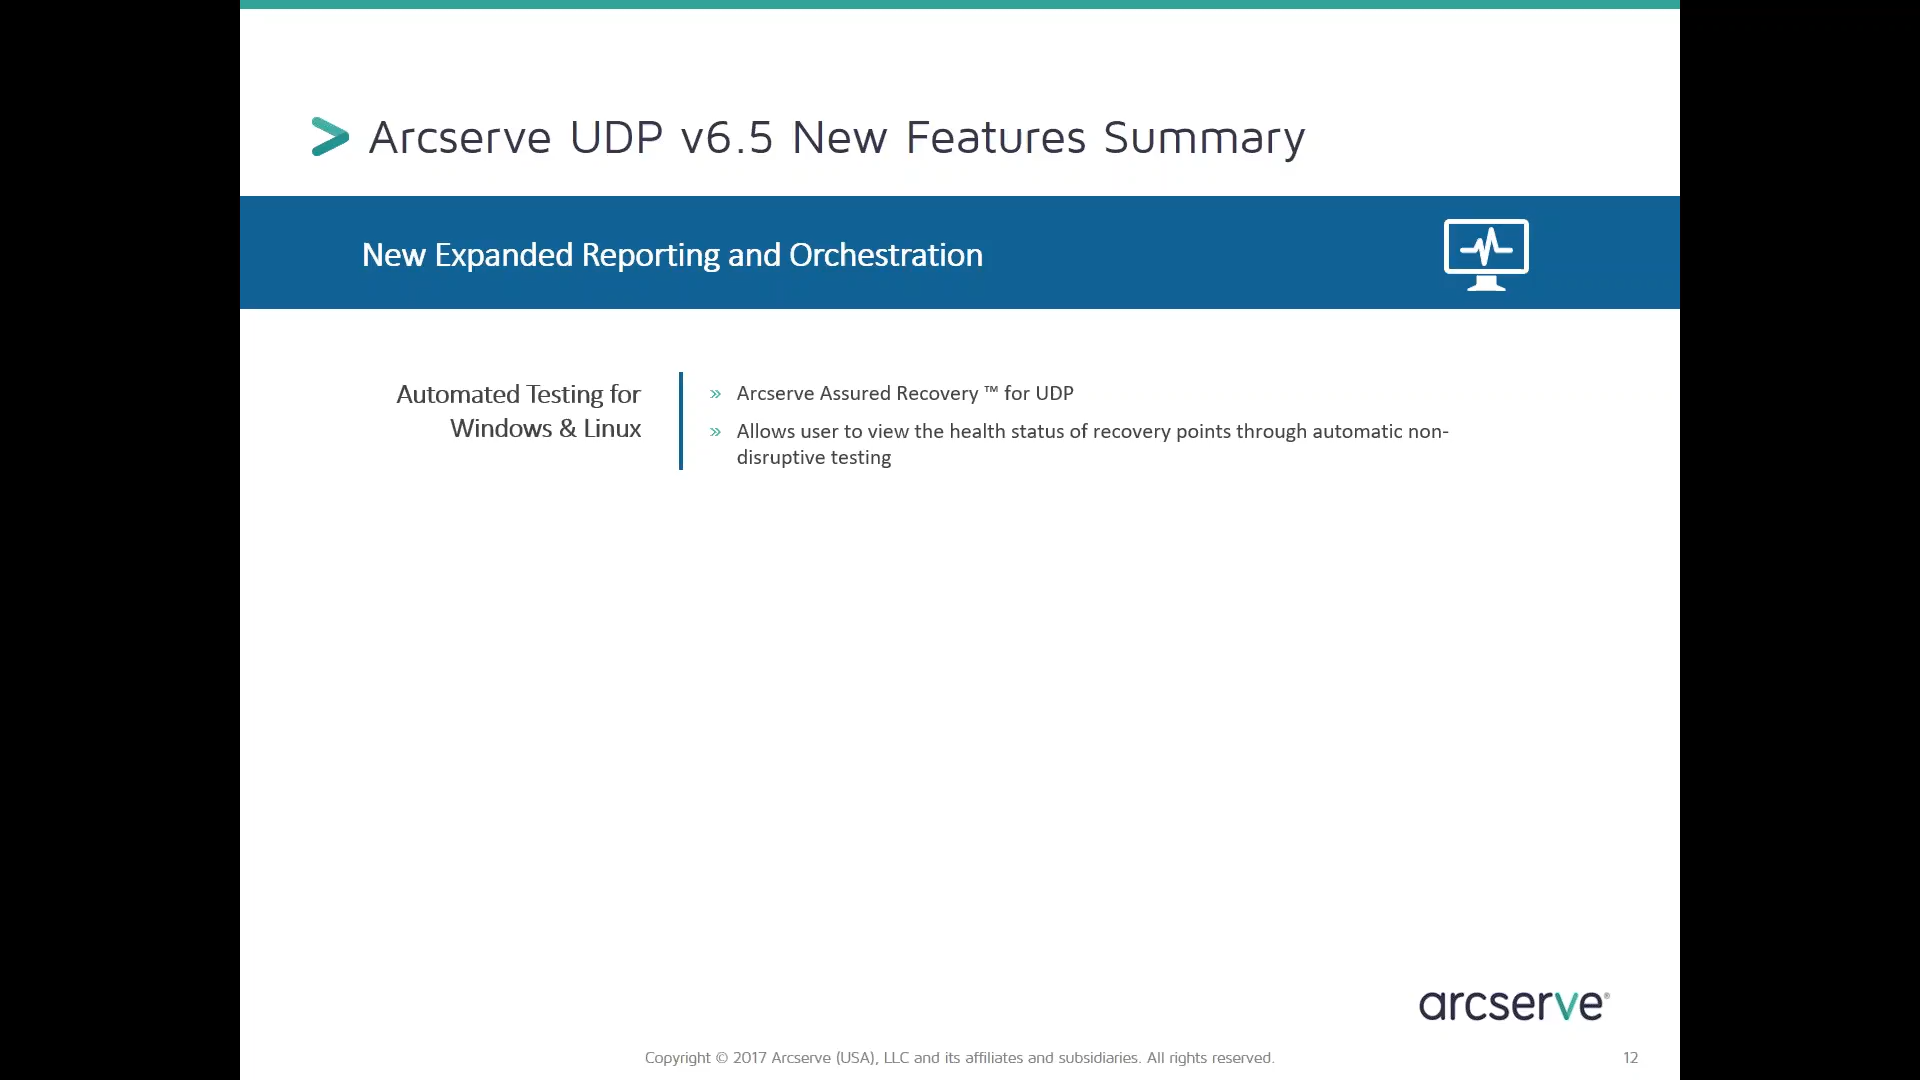 Arcserve UDP v6.5 New Features Summary
New Expanded Reporting and Orchestration
Automated Testing for
Windows & Linux
» Arcserve Assured Recovery ™ for UDP
» Allows user to view the health status of recovery points through automatic non-
disruptive testing
arcserve®
Copyright © 2017 Arcserve (USA), LLC and its affiliates and subsidiaries. All rights reserved.
12